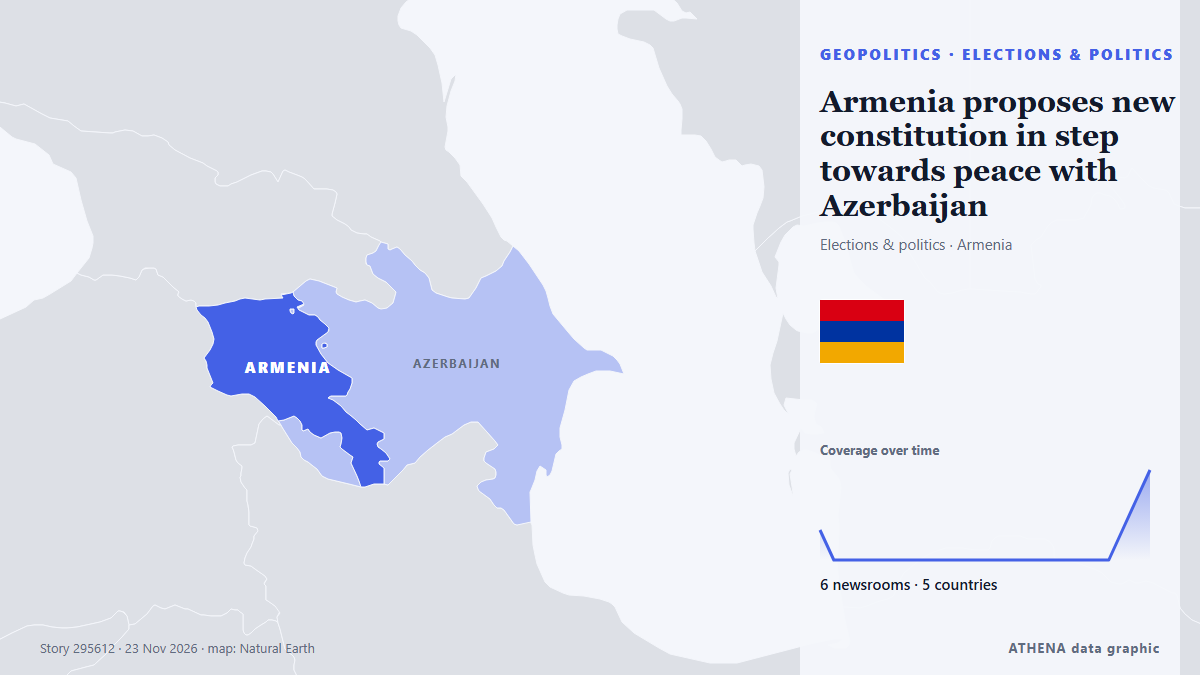 GEOPOLITICS · ELECTIONS & POLITICS
Armenia proposes new
constitution in step
towards peace with
Azerbaijan
Elections & politics · Armenia
ARMENIA
AZERBAIJAN
Coverage over time
6 newsrooms · 5 countries
Story 295612 · 23 Nov 2026 · map: Natural Earth
ATHENA data graphic